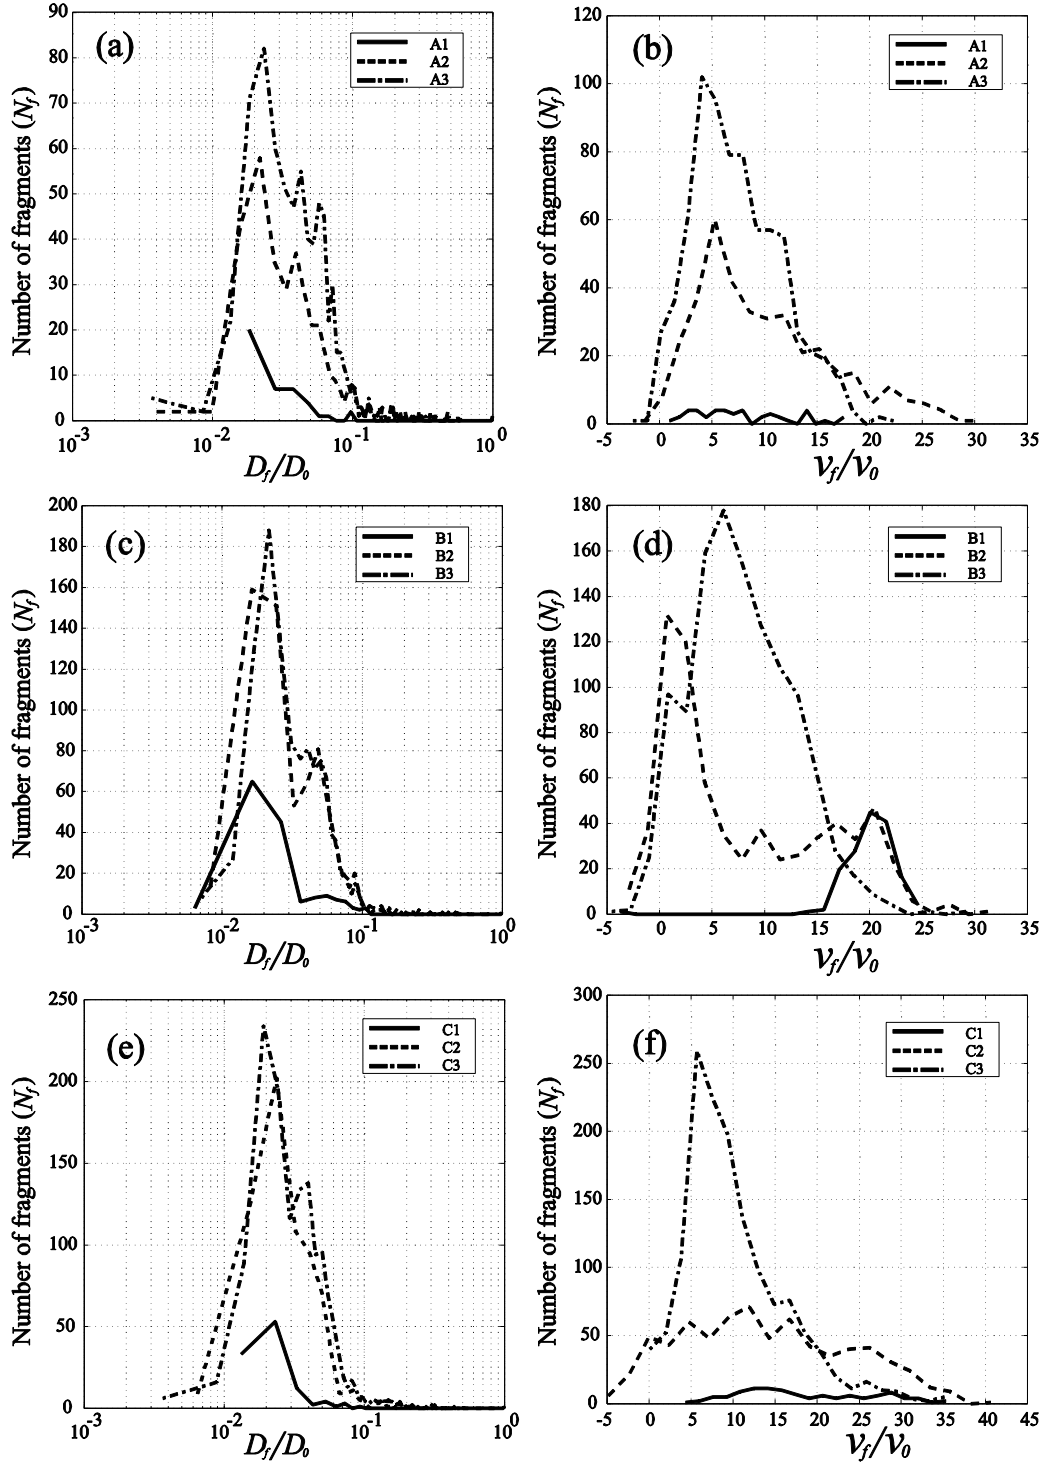 (a)
A1
A2
A3
Number of fragments (Nf)
90
80
70
60
50
40
30
20
10
0
10-3 10-2 10-1 100
Df/D0
(b)
A1
A2
A3
Number of fragments (Nf)
120
100
80
60
40
20
0
-5 0 5 10 15 20 25 30 35
vf/v0
(c)
B1
B2
B3
Number of fragments (Nf)
200
180
160
140
120
100
80
60
40
20
0
10-3 10-2 10-1 100
Df/D0
(d)
B1
B2
B3
Number of fragments (Nf)
180
160
140
120
100
80
60
40
20
0
-5 0 5 10 15 20 25 30 35
vf/v0
(e)
C1
C2
C3
Number of fragments (Nf)
250
200
150
100
50
0
10-3 10-2 10-1 100
Df/D0
(f)
C1
C2
C3
Number of fragments (Nf)
300
250
200
150
100
50
0
-5 0 5 10 15 20 25 30 35 40 45
vf/v0